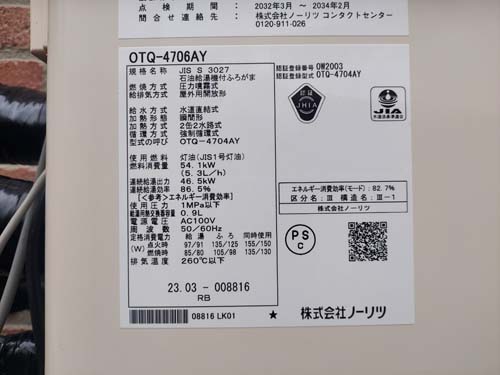 点検期間 2032年3月 ～ 2034年2月
問合せ連絡先 株式会社ノーリツ コンタクトセンター
0120-911-026
OTQ-4706AY
規格名称 JIS S 3027
石油給湯機付ふろがま
燃焼方式 圧力噴霧式
給排気方式 屋外用開放形
給水方式 水道直結式
加熱形態 瞬間形
加熱方式 2缶2水路式
循環方式 強制循環式
型式の呼び OTQ-4704AY
使用燃料 灯油(JIS1号灯油)
燃料消費量 54.1kW
(5.3L/h)
連続給湯出力 46.5kW
連続給湯効率 86.5%
[<参考>エネルギー消費効率]
使用圧力 1MPa以下
給湯用熱交換器容量 0.9L
電源電圧 AC100V
周波数 50/60Hz
定格消費電力 給湯 ふろ 同時使用
(W) 点火時 97/91 135/125 155/150
燃焼時 85/80 105/98 133/130
排気温度 260℃以下
23.03-008816
RB
08816 LK01
★
認証登録番号 OW2003
認証登録型式 OTQ-4704AY
認証
JHIA
JIA
エネルギー消費効率(モード): 82.7%
区分名: Ⅲ 構造名: Ⅲ-1
株式会社ノーリツ
PS
C
株式会社ノーリツ